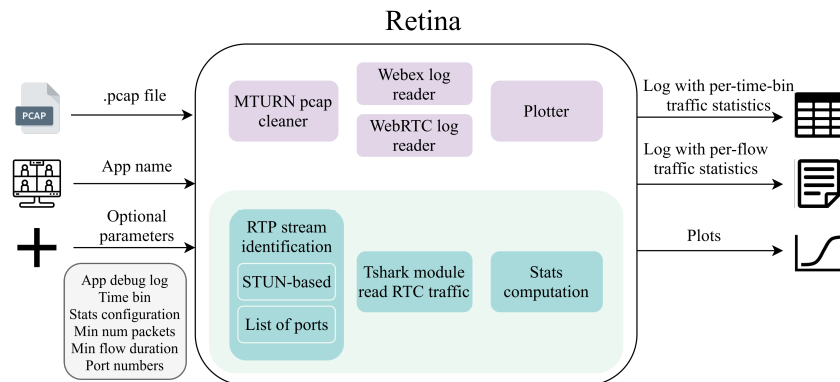 Retina
.pcap file
PCAP
App name
Optional
parameters
App debug log
Time bin
Stats configuration
Min num packets
Min flow duration
Port numbers
MTURN pcap
cleaner
Webex log
reader
WebRTC log
reader
Plotter
RTP stream
identification
STUN-based
List of ports
Tshark module
read RTC traffic
Stats
computation
Log with per-time-bin
traffic statistics
Log with per-flow
traffic statistics
Plots